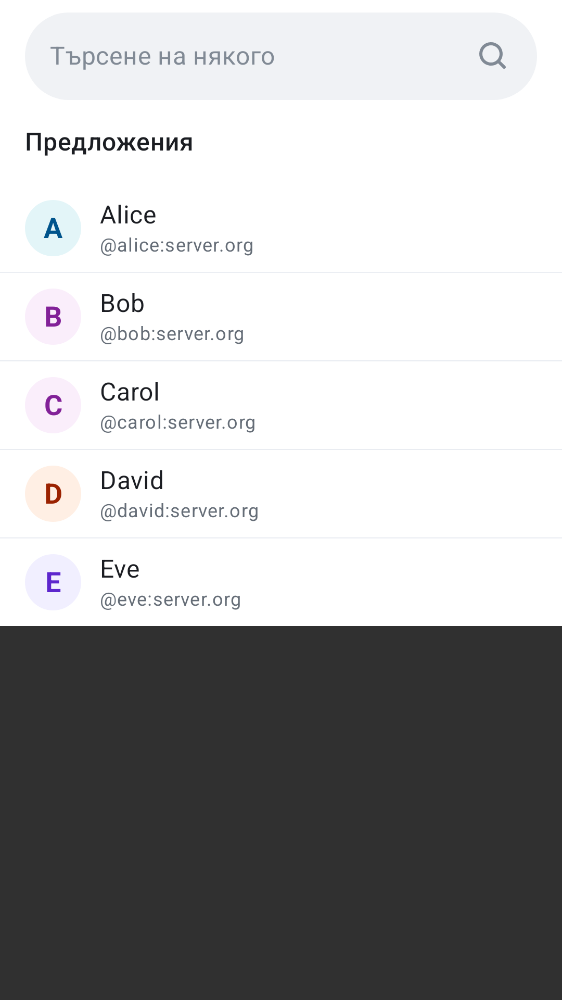 Търсене на някого
Предложения
A
Alice
@alice:server.org
B
Bob
@bob:server.org
C
Carol
@carol:server.org
D
David
@david:server.org
E
Eve
@eve:server.org